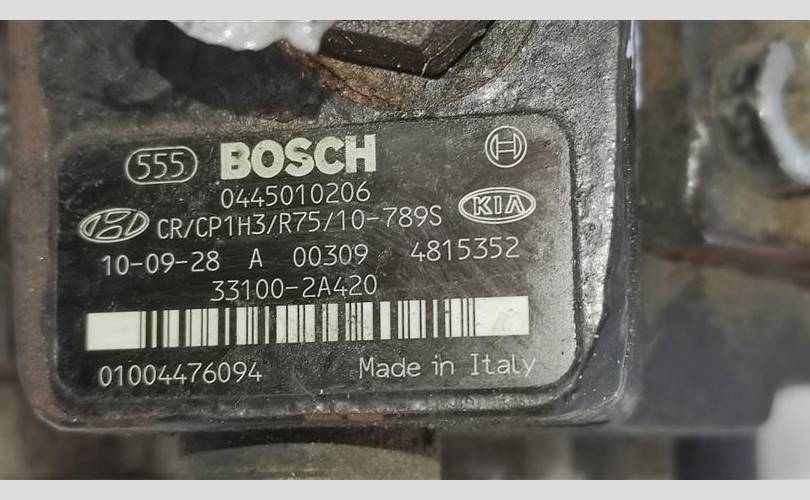 555 BOSCH
0445010206
CR/CP1H3/R75/10-789S KIA
10-09-28 A 00309 4815352
33100-2A420
01004476094 Made in Italy